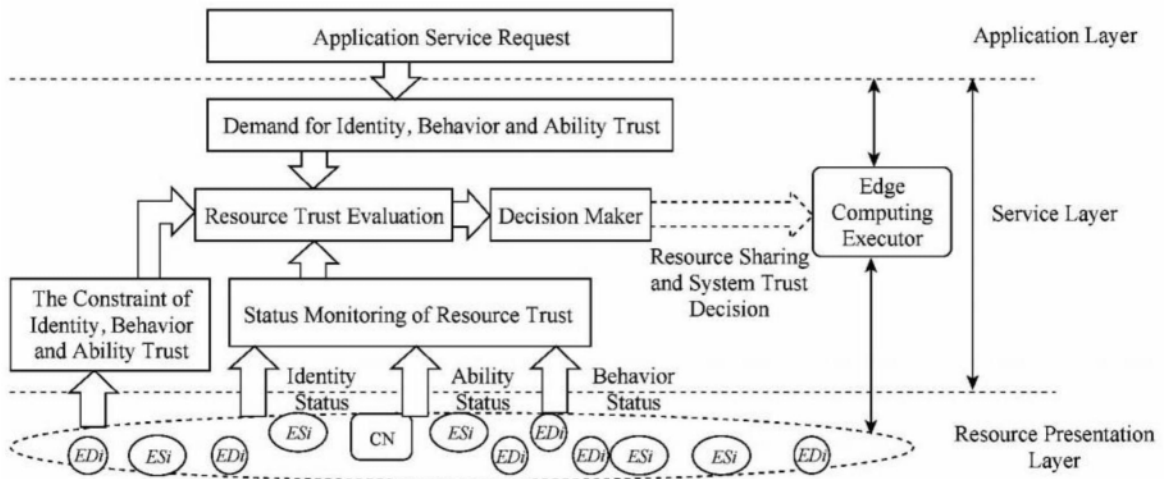 Application Service Request
Application Layer
Demand for Identity, Behavior and Ability Trust
Resource Trust Evaluation
Decision Maker
Edge
Computing
Executor
Service Layer
Resource Sharing
and System Trust
Decision
The Constraint of
Identity, Behavior
and Ability Trust
Status Monitoring of Resource Trust
Identity
Status
Ability
Status
Behavior
Status
EDi
ESi
EDi
ESi
CN
ESi
EDi
EDi
EDi
ESi
ESi
EDi
Resource Presentation
Layer